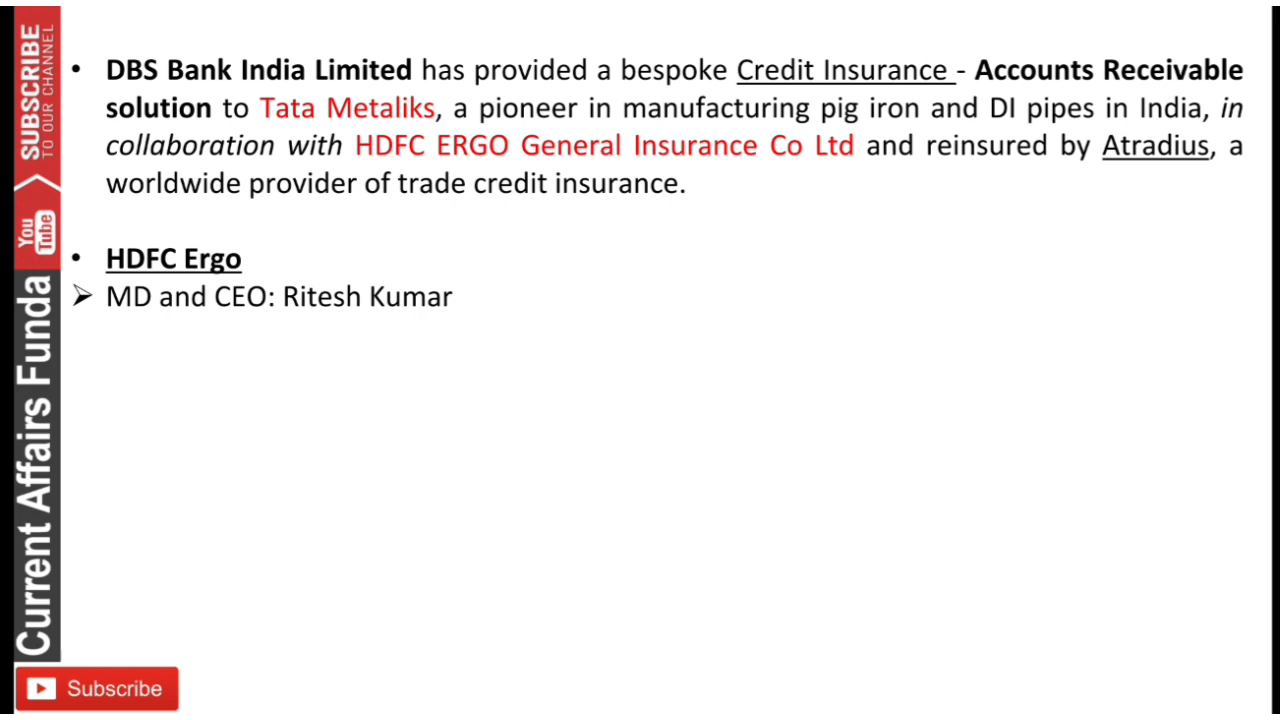 • DBS Bank India Limited has provided a bespoke Credit Insurance - Accounts Receivable
solution to Tata Metaliks, a pioneer in manufacturing pig iron and DI pipes in India, in
collaboration with HDFC ERGO General Insurance Co Ltd and reinsured by Atradius, a
worldwide provider of trade credit insurance.
• HDFC Ergo
➢ MD and CEO: Ritesh Kumar
SUBSCRIBE
TO OUR CHANNEL
You
Tube
Current Affairs Funda
Subscribe